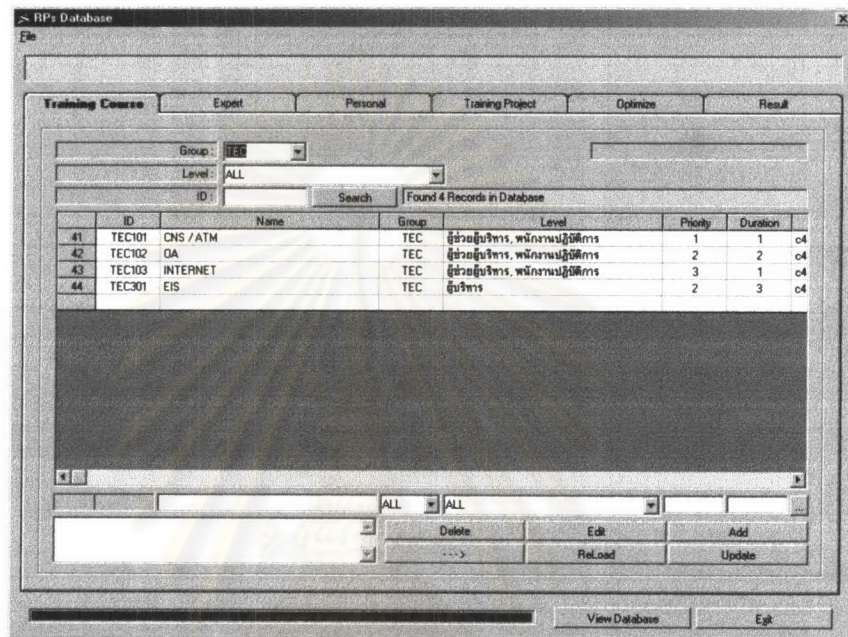 RPs Database
File
Training Course Expert Personal Training Project Optimize Result
Group : TEC
Level : ALL
ID : Search Found 4 Records in Database
ID Name Group Level Priority Duration
41 TEC101 CNS / ATM TEC ผู้ช่วยผู้บริหาร, พนักงานปฏิบัติการ 1 1 c4
42 TEC102 OA TEC ผู้ช่วยผู้บริหาร, พนักงานปฏิบัติการ 2 2 c4
43 TEC103 INTERNET TEC ผู้ช่วยผู้บริหาร, พนักงานปฏิบัติการ 3 1 c4
44 TEC301 EIS TEC ผู้บริหาร 2 3 c4
ALL ALL ...
Delete Edit Add
---> ReLoad Update
View Database Exit